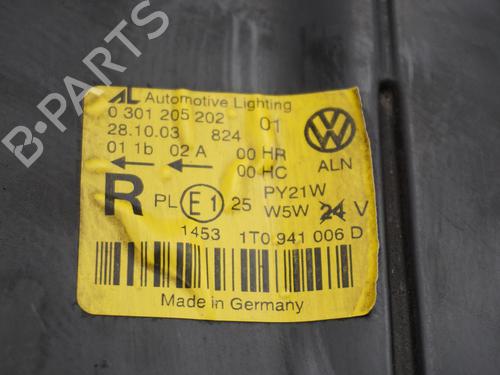 AL Automotive Lighting
0 301 205 202 01
28.10.03 824
01 1b 02 A 00 HR
00 HC
ALN
R PL E1 25 PY21W
W5W 24 V
1453 1T0 941 006 D
Made in Germany
B-PARTS